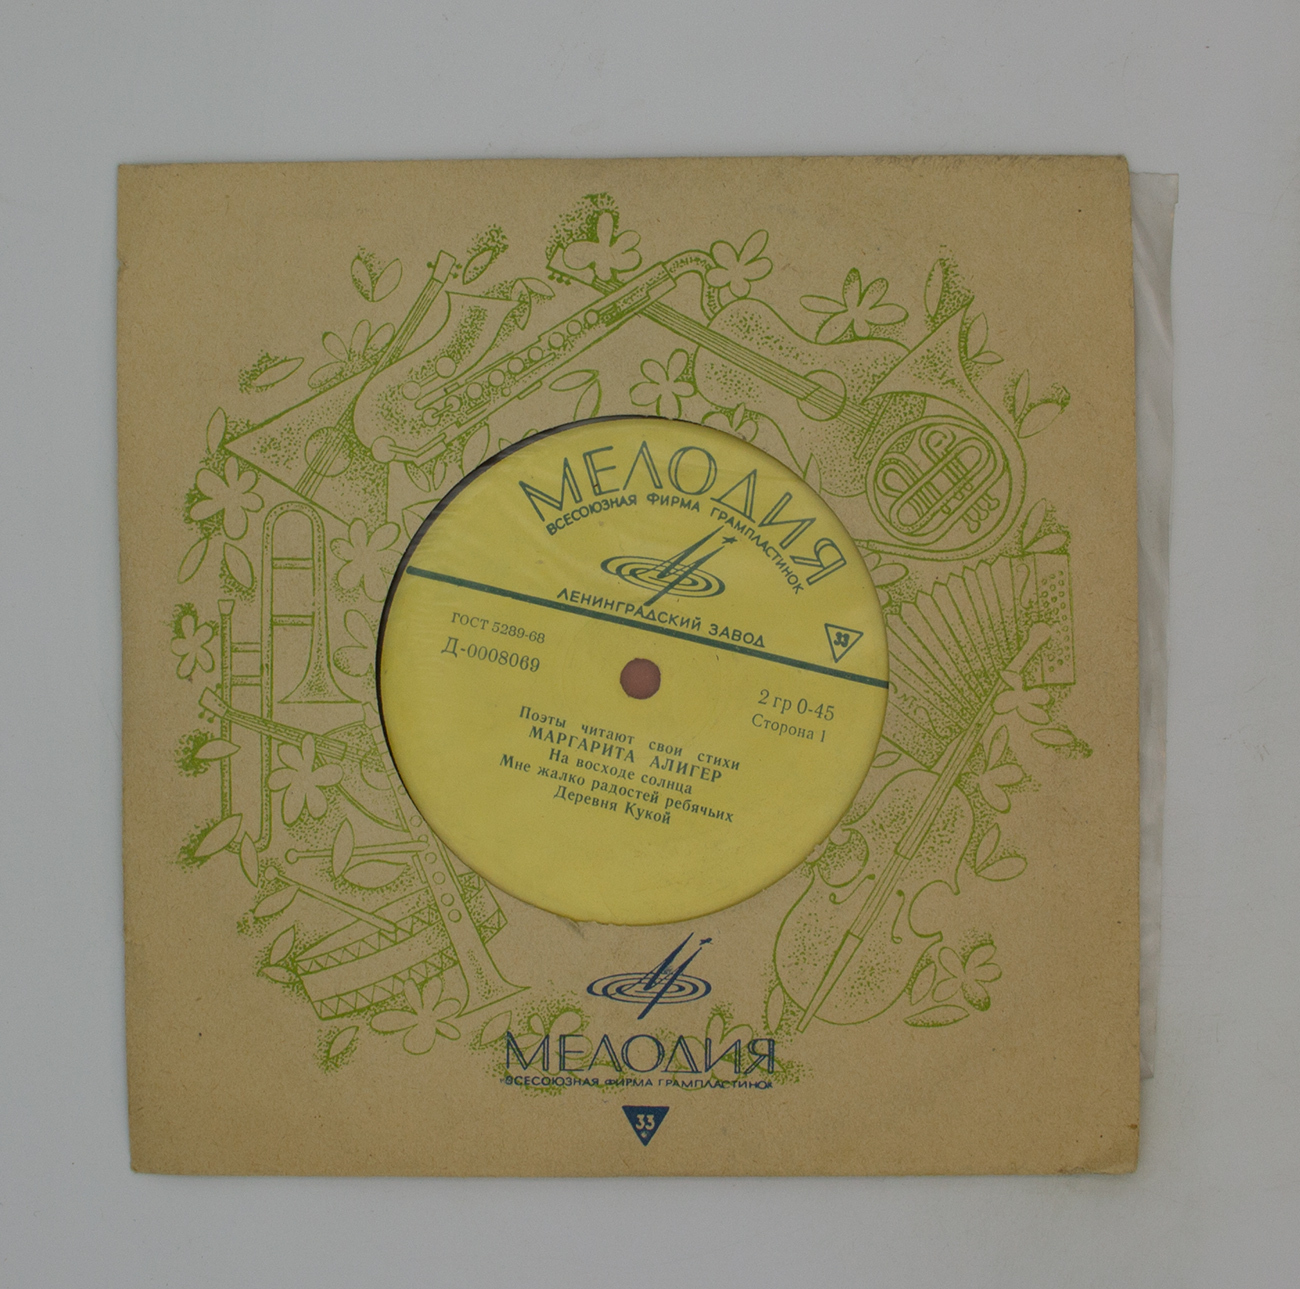 МЕЛОДИЯ
ВСЕСОЮЗНАЯ ФИРМА ГРАМПЛАСТИНОК
ЛЕНИНГРАДСКИЙ ЗАВОД
33
ГОСТ 5289-68
Д-0008069
2 гр 0-45
Сторона 1
Поэты читают свои стихи
МАРГАРИТА АЛИГЕР
На восходе солнца
Мне жалко радостей ребячьих
Деревня Кукой
МЕЛОДИЯ
ВСЕСОЮЗНАЯ ФИРМА ГРАМПЛАСТИНОК
33